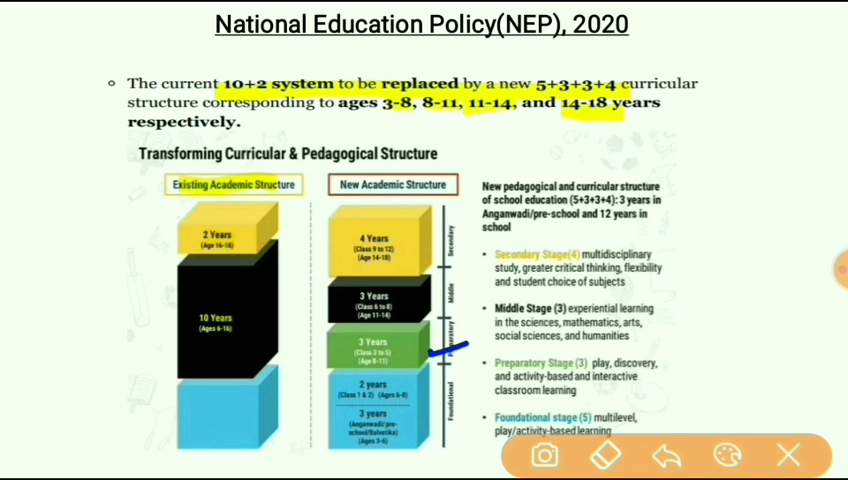 National Education Policy(NEP), 2020
The current 10+2 system to be replaced by a new 5+3+3+4 curricular
structure corresponding to ages 3-8, 8-11, 11-14, and 14-18 years
respectively.
Transforming Curricular & Pedagogical Structure
Existing Academic Structure
New Academic Structure
2 Years
(Age 16-18)
10 Years
(Ages 6-16)
4 Years
(Class 9 to 12)
(Age 14-18)
Secondary
3 Years
(Class 6 to 8)
(Age 11-14)
Middle
3 Years
(Class 3 to 5)
(Age 8-11)
2 years
(Class 1 & 2) (Ages 6-8)
3 years
(Anganwadi/ pre-
school/Balvatika)
(Ages 3-6)
Foundational
New pedagogical and curricular structure
of school education (5+3+3+4): 3 years in
Anganwadi/pre-school and 12 years in
school
• Secondary Stage(4) multidisciplinary
study, greater critical thinking, flexibility
and student choice of subjects
• Middle Stage (3) experiential learning
in the sciences, mathematics, arts,
social sciences, and humanities
• Preparatory Stage (3) play, discovery,
and activity-based and interactive
classroom learning
• Foundational stage (5) multilevel,
play/activity-based learning